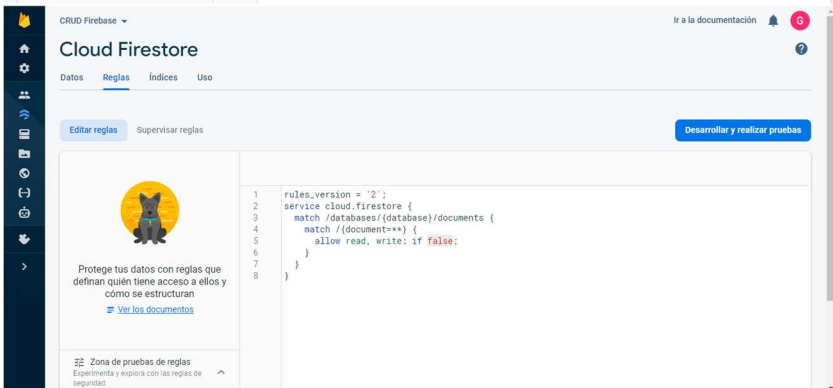 CRUD Firebase
Ir a la documentación
G
Cloud Firestore
Datos Reglas Índices Uso
Editar reglas Supervisar reglas
Desarrollar y realizar pruebas
1 rules_version = '2';
2 service cloud.firestore {
3 match /databases/{database}/documents {
4 match /{document=**} {
5 allow read, write: if false;
6 }
7 }
8 }
Protege tus datos con reglas que
definan quién tiene acceso a ellos y
cómo se estructuran
Ver los documentos
Zona de pruebas de reglas
Experimenta y explora con las reglas de
seguridad